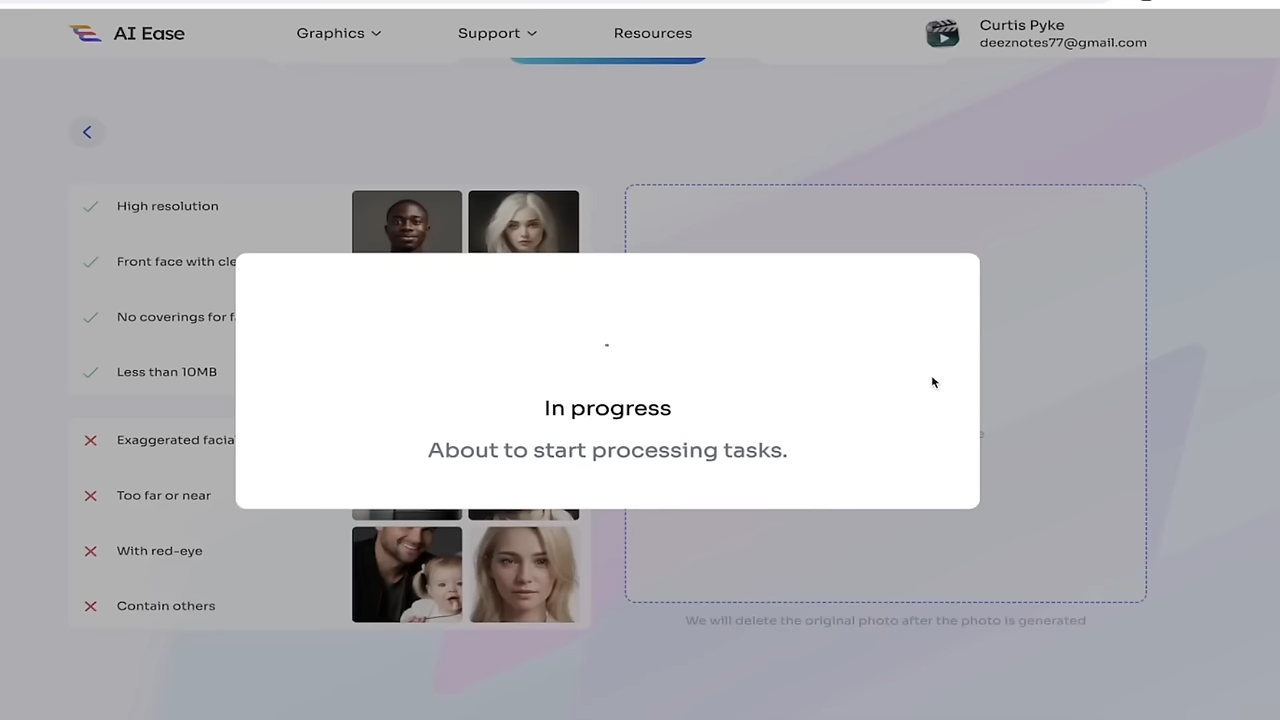 AI Ease
Graphics
Support
Resources
Curtis Pyke
deeznotes77@gmail.com
High resolution
Front face with
No coverings for
Less than 10MB
In progress
About to start processing tasks.
Exaggerated
Too far or near
With red-eye
Contain others
We will delete the original photo after the photo is generated